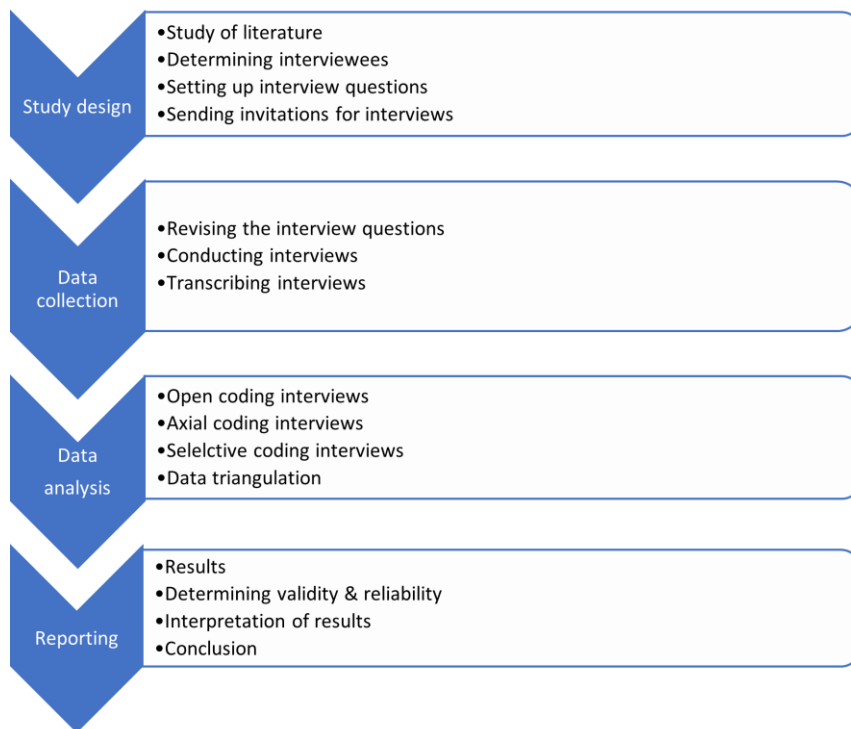 Study design
•Study of literature
•Determining interviewees
•Setting up interview questions
•Sending invitations for interviews
Data
collection
•Revising the interview questions
•Conducting interviews
•Transcribing interviews
Data
analysis
•Open coding interviews
•Axial coding interviews
•Selelctive coding interviews
•Data triangulation
Reporting
•Results
•Determining validity & reliability
•Interpretation of results
•Conclusion